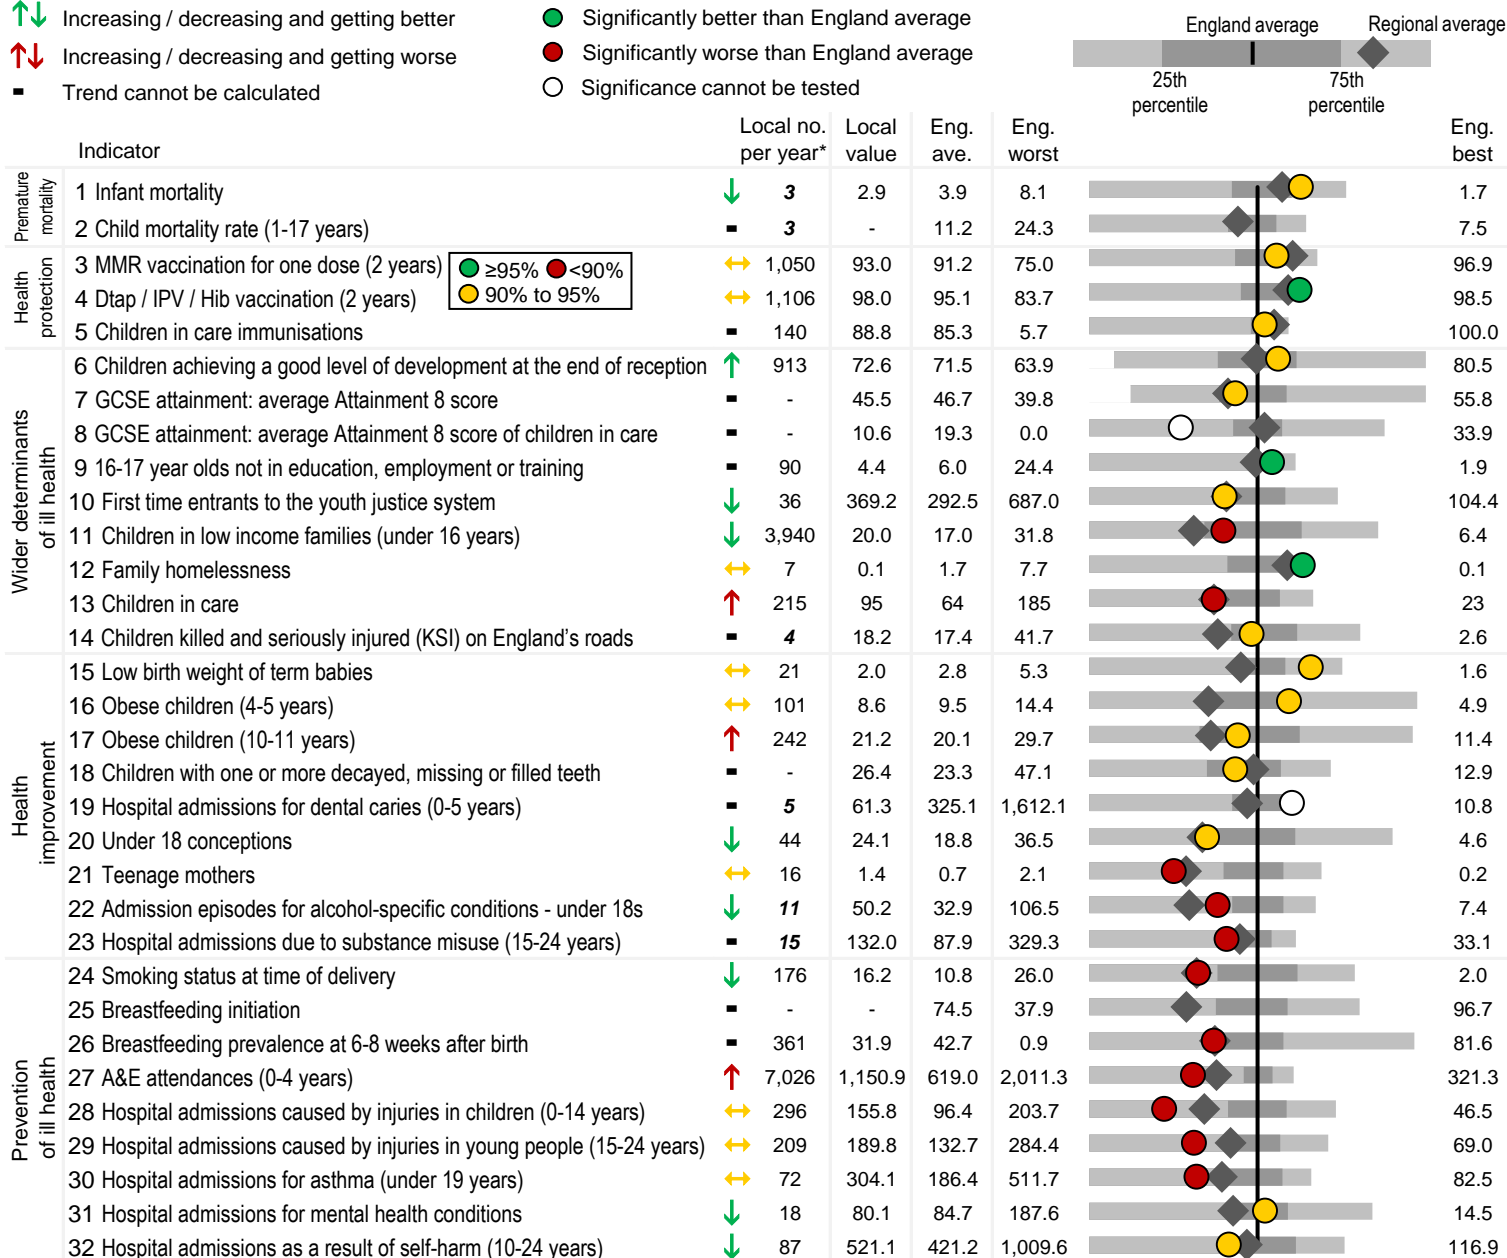 ↑↓ Increasing / decreasing and getting better
Significantly better than England average
England average
Regional average
↑↓ Increasing / decreasing and getting worse
Significantly worse than England average
- Trend cannot be calculated
Significance cannot be tested
25th percentile
75th percentile
Indicator
Local no. per year*
Local value
Eng. ave.
Eng. worst
Eng. best
Premature mortality
1 Infant mortality ↓ 3 2.9 3.9 8.1 1.7
2 Child mortality rate (1-17 years) - 3 - 11.2 24.3 7.5
Health protection
3 MMR vaccination for one dose (2 years) ↔ 1,050 93.0 91.2 75.0 96.9
≥95% <90%
90% to 95%
4 Dtap / IPV / Hib vaccination (2 years) ↔ 1,106 98.0 95.1 83.7 98.5
5 Children in care immunisations - 140 88.8 85.3 5.7 100.0
Wider determinants of ill health
6 Children achieving a good level of development at the end of reception ↑ 913 72.6 71.5 63.9 80.5
7 GCSE attainment: average Attainment 8 score - - 45.5 46.7 39.8 55.8
8 GCSE attainment: average Attainment 8 score of children in care - - 10.6 19.3 0.0 33.9
9 16-17 year olds not in education, employment or training - 90 4.4 6.0 24.4 1.9
10 First time entrants to the youth justice system ↓ 36 369.2 292.5 687.0 104.4
11 Children in low income families (under 16 years) ↓ 3,940 20.0 17.0 31.8 6.4
12 Family homelessness ↔ 7 0.1 1.7 7.7 0.1
13 Children in care ↑ 215 95 64 185 23
14 Children killed and seriously injured (KSI) on England's roads - 4 18.2 17.4 41.7 2.6
Health improvement
15 Low birth weight of term babies ↔ 21 2.0 2.8 5.3 1.6
16 Obese children (4-5 years) ↔ 101 8.6 9.5 14.4 4.9
17 Obese children (10-11 years) ↑ 242 21.2 20.1 29.7 11.4
18 Children with one or more decayed, missing or filled teeth - - 26.4 23.3 47.1 12.9
19 Hospital admissions for dental caries (0-5 years) - 5 61.3 325.1 1,612.1 10.8
20 Under 18 conceptions ↓ 44 24.1 18.8 36.5 4.6
21 Teenage mothers ↔ 16 1.4 0.7 2.1 0.2
22 Admission episodes for alcohol-specific conditions - under 18s ↓ 11 50.2 32.9 106.5 7.4
23 Hospital admissions due to substance misuse (15-24 years) - 15 132.0 87.9 329.3 33.1
Prevention of ill health
24 Smoking status at time of delivery ↓ 176 16.2 10.8 26.0 2.0
25 Breastfeeding initiation - - - 74.5 37.9 96.7
26 Breastfeeding prevalence at 6-8 weeks after birth - 361 31.9 42.7 0.9 81.6
27 A&E attendances (0-4 years) ↑ 7,026 1,150.9 619.0 2,011.3 321.3
28 Hospital admissions caused by injuries in children (0-14 years) ↔ 296 155.8 96.4 203.7 46.5
29 Hospital admissions caused by injuries in young people (15-24 years) ↔ 209 189.8 132.7 284.4 69.0
30 Hospital admissions for asthma (under 19 years) ↔ 72 304.1 186.4 511.7 82.5
31 Hospital admissions for mental health conditions ↓ 18 80.1 84.7 187.6 14.5
32 Hospital admissions as a result of self-harm (10-24 years) ↓ 87 521.1 421.2 1,009.6 116.9